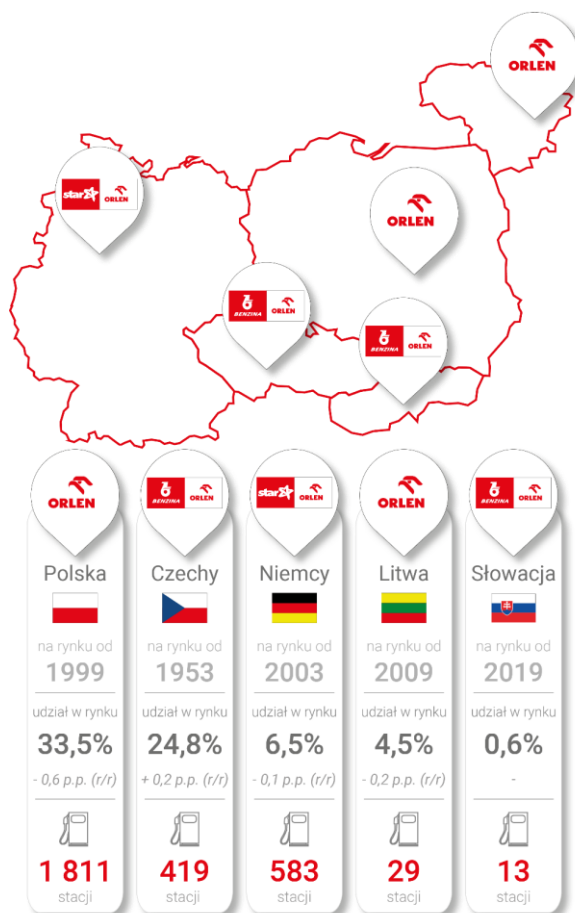 ORLEN
star ORLEN
ORLEN
BENZINA ORLEN
BENZINA ORLEN
ORLEN
BENZINA ORLEN
star ORLEN
ORLEN
BENZINA ORLEN
Polska
Czechy
Niemcy
Litwa
Słowacja
na rynku od
na rynku od
na rynku od
na rynku od
na rynku od
1999
1953
2003
2009
2019
udział w rynku
udział w rynku
udział w rynku
udział w rynku
udział w rynku
33,5%
24,8%
6,5%
4,5%
0,6%
- 0,6 p.p. (r/r)
+ 0,2 p.p. (r/r)
- 0,1 p.p. (r/r)
- 0,2 p.p. (r/r)
-
1 811
419
583
29
13
stacji
stacji
stacji
stacji
stacji